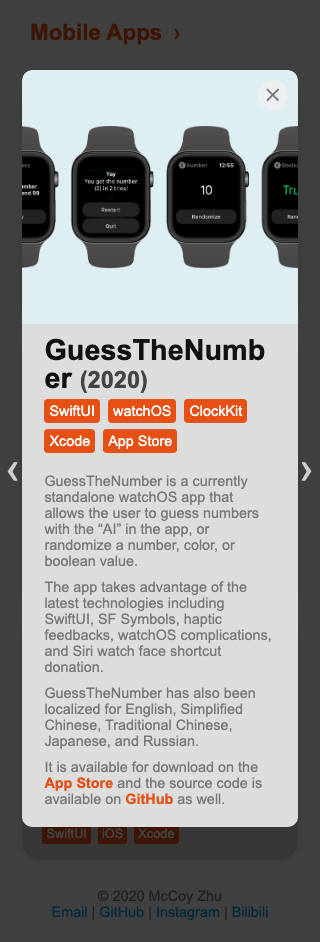 Mobile Apps ›
ess
umber
nd 99
Yay
You get the number
(2) in 2 tries!
Restart
Quit
Number 12:55
10
Randomize
Boolea
Tru
Ran
GuessTheNumb
er (2020)
SwiftUI watchOS ClockKit
Xcode App Store
GuessTheNumber is a currently
standalone watchOS app that
allows the user to guess numbers
with the “AI” in the app, or
randomize a number, color, or
boolean value.
The app takes advantage of the
latest technologies including
SwiftUI, SF Symbols, haptic
feedbacks, watchOS complications,
and Siri watch face shortcut
donation.
GuessTheNumber has also been
localized for English, Simplified
Chinese, Traditional Chinese,
Japanese, and Russian.
It is available for download on the
App Store and the source code is
available on GitHub as well.
SwiftUI iOS Xcode
© 2020 McCoy Zhu
Email | GitHub | Instagram | Bilibili